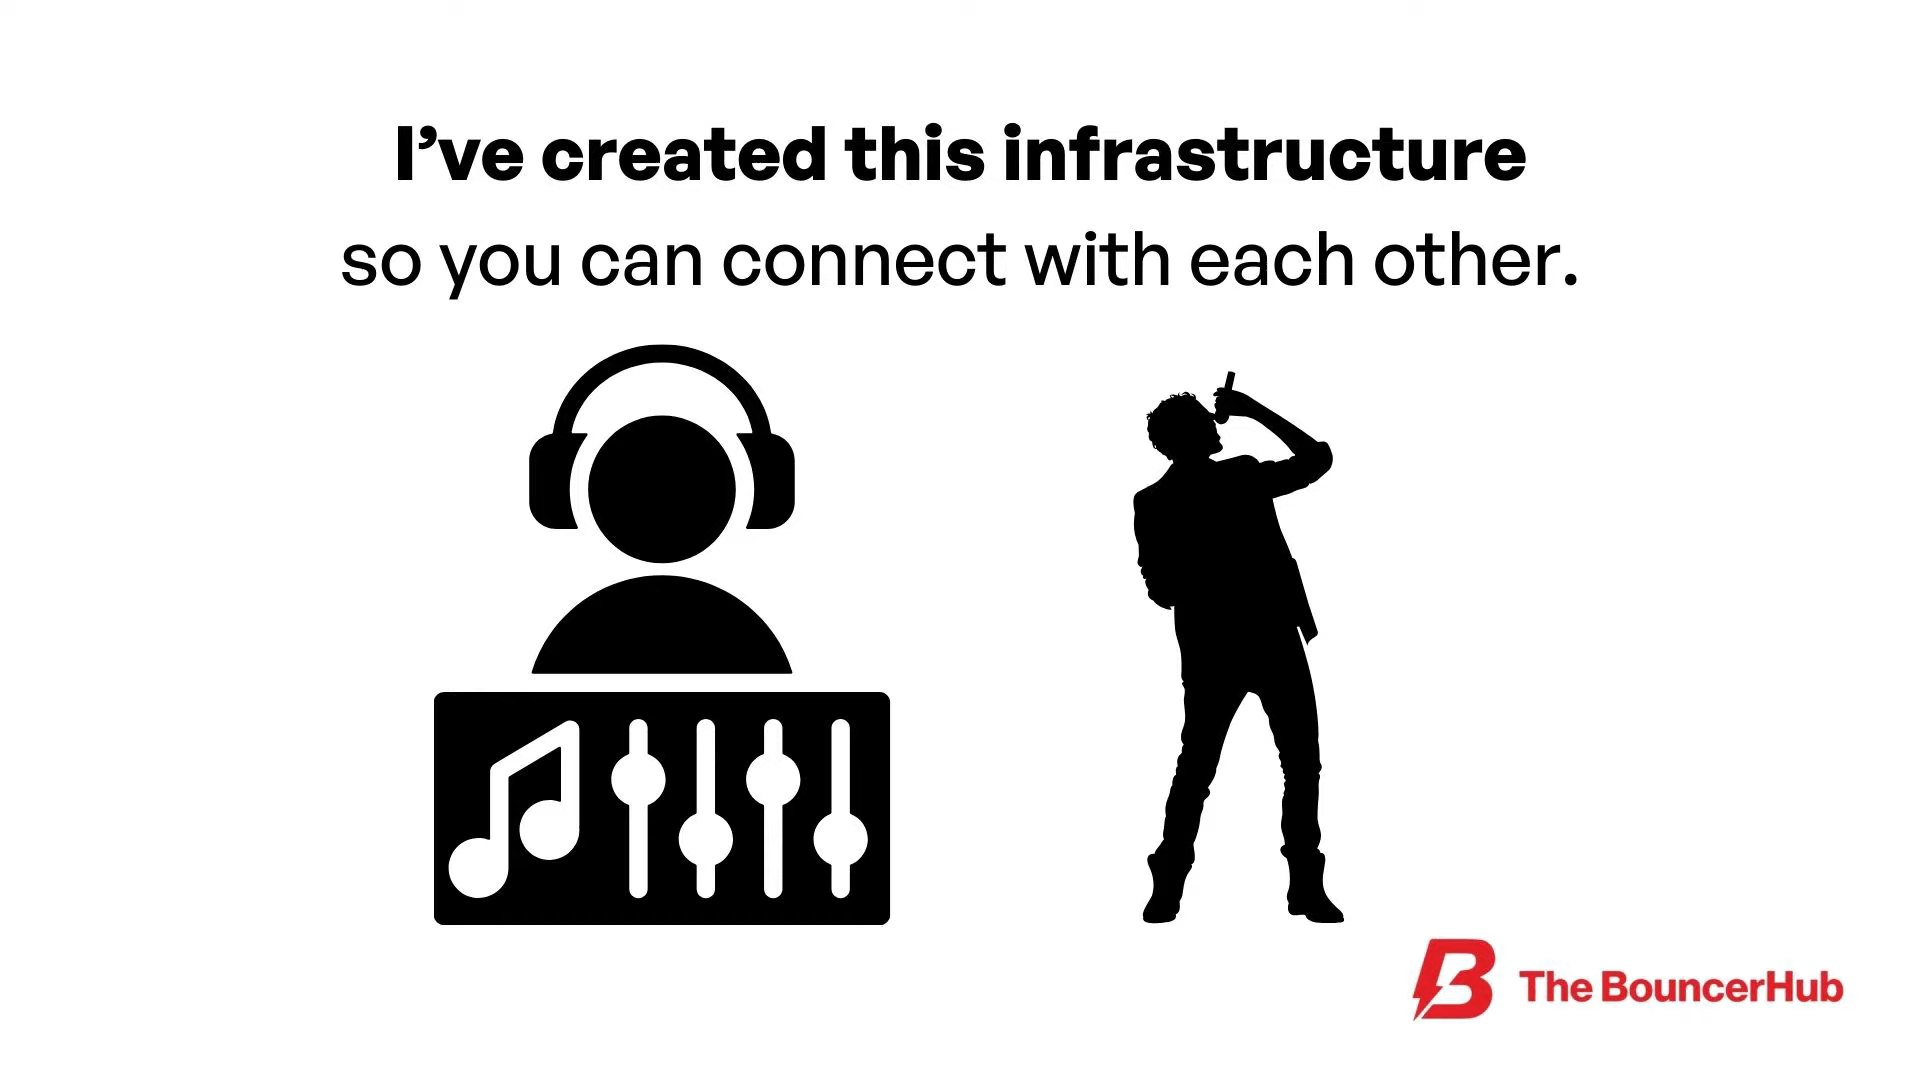 I’ve created this infrastructure
so you can connect with each other.
The BouncerHub